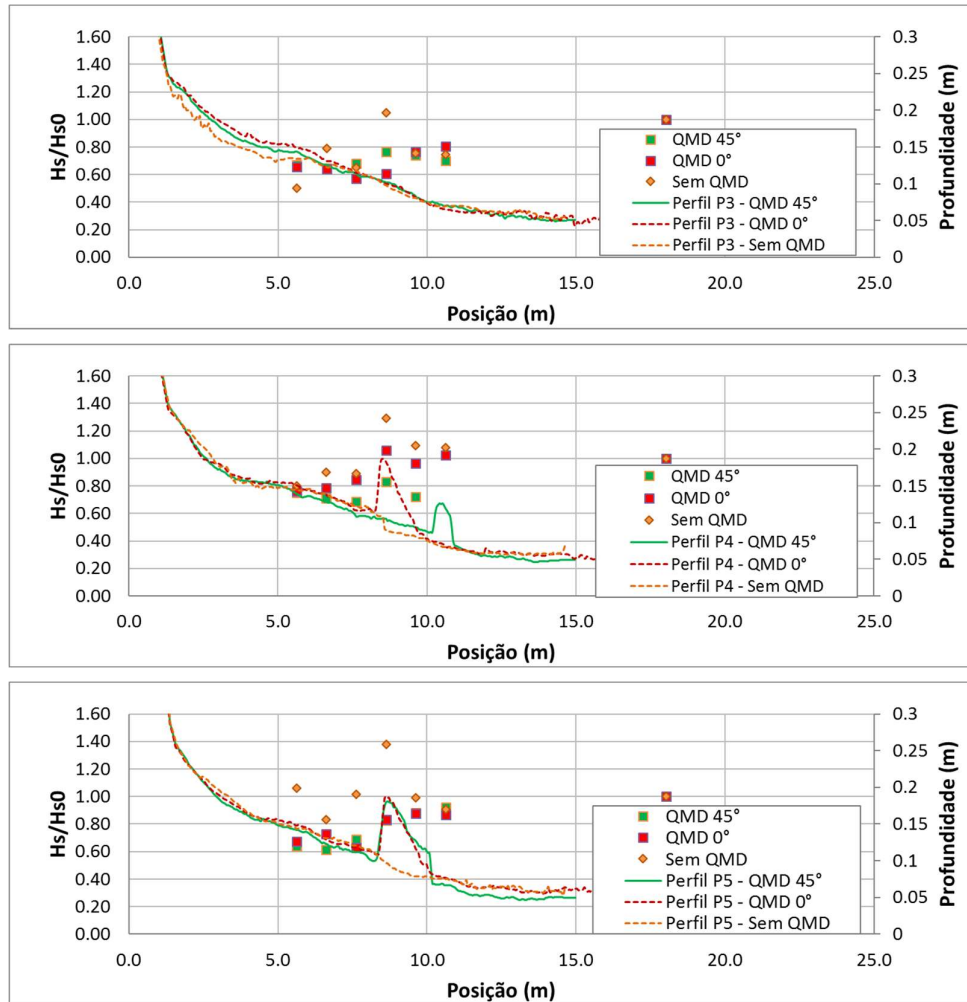 1.60
1.40
1.20
1.00
0.80
0.60
0.40
0.20
0.00
Hs/Hs0
0.3
0.25
0.2
0.15
0.1
0.05
0
Profundidade (m)
QMD 45°
QMD 0°
Sem QMD
Perfil P3 - QMD 45°
Perfil P3 - QMD 0°
Perfil P3 - Sem QMD
0.0 5.0 10.0 15.0 20.0 25.0
Posição (m)
1.60
1.40
1.20
1.00
0.80
0.60
0.40
0.20
0.00
Hs/Hs0
0.3
0.25
0.2
0.15
0.1
0.05
0
Profundidade (m)
QMD 45°
QMD 0°
Sem QMD
Perfil P4 - QMD 45°
Perfil P4 - QMD 0°
Perfil P4 - Sem QMD
0.0 5.0 10.0 15.0 20.0 25.0
Posição (m)
1.60
1.40
1.20
1.00
0.80
0.60
0.40
0.20
0.00
Hs/Hs0
0.3
0.25
0.2
0.15
0.1
0.05
0
Profundidade (m)
QMD 45°
QMD 0°
Sem QMD
Perfil P5 - QMD 45°
Perfil P5 - QMD 0°
Perfil P5 - Sem QMD
0.0 5.0 10.0 15.0 20.0 25.0
Posição (m)